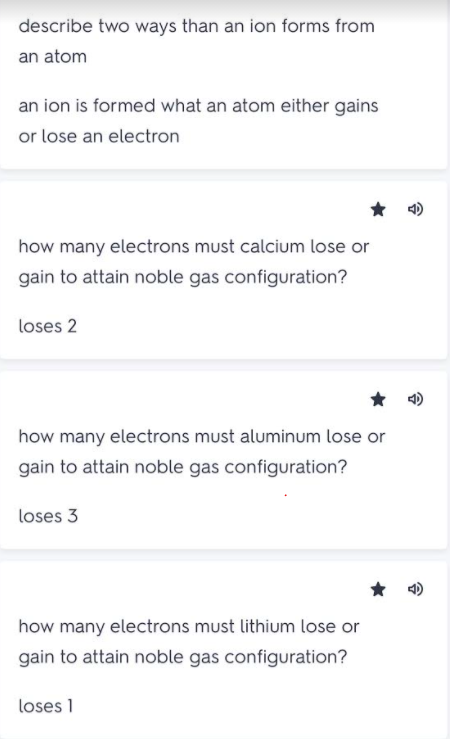 describe two ways than an ion forms from
an atom
an ion is formed what an atom either gains
or lose an electron
how many electrons must calcium lose or
gain to attain noble gas configuration?
loses 2
how many electrons must aluminum lose or
gain to attain noble gas configuration?
loses 3
how many electrons must lithium lose or
gain to attain noble gas configuration?
loses 1